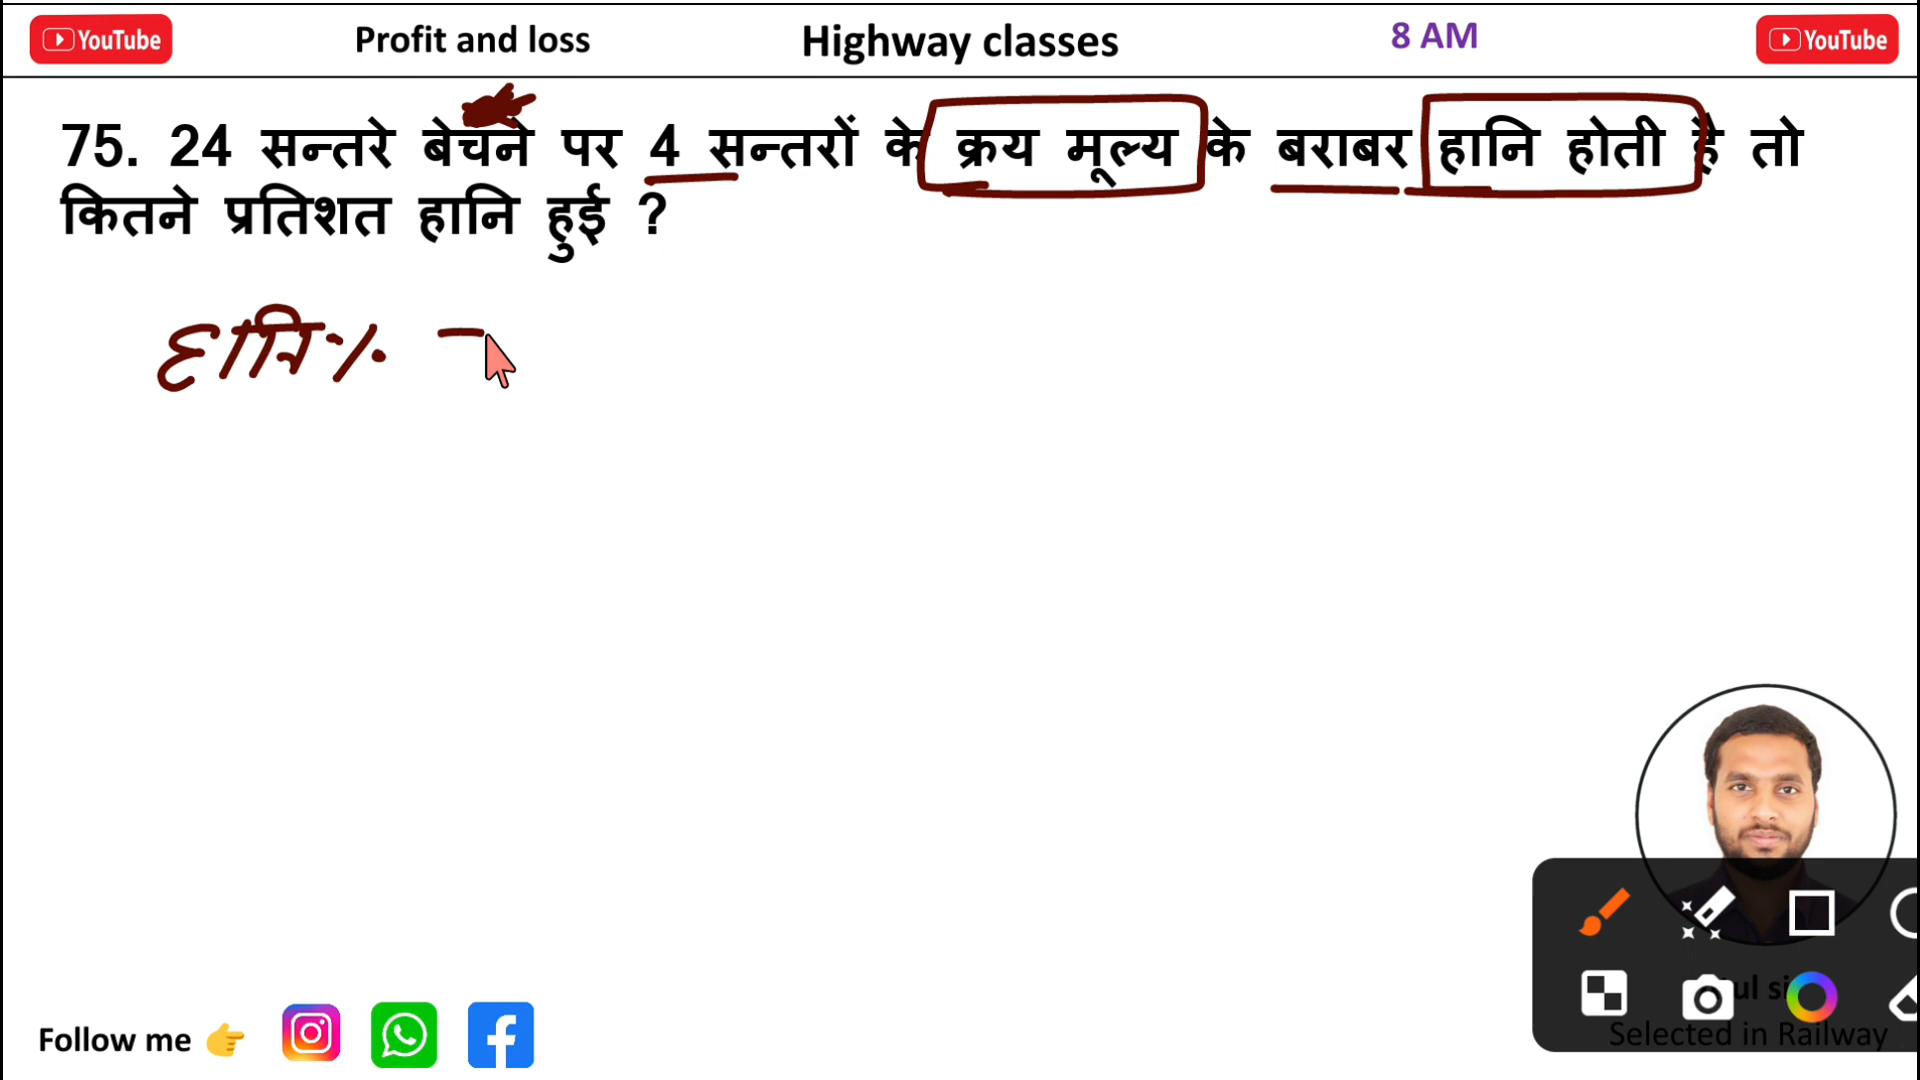 YouTube Profit and loss Highway classes 8 AM YouTube
75. 24 सन्तरे बेचने पर 4 सन्तरों के क्रय मूल्य के बराबर हानि होती है तो
कितने प्रतिशत हानि हुई ?
हानि%
Follow me
Selected in Railway